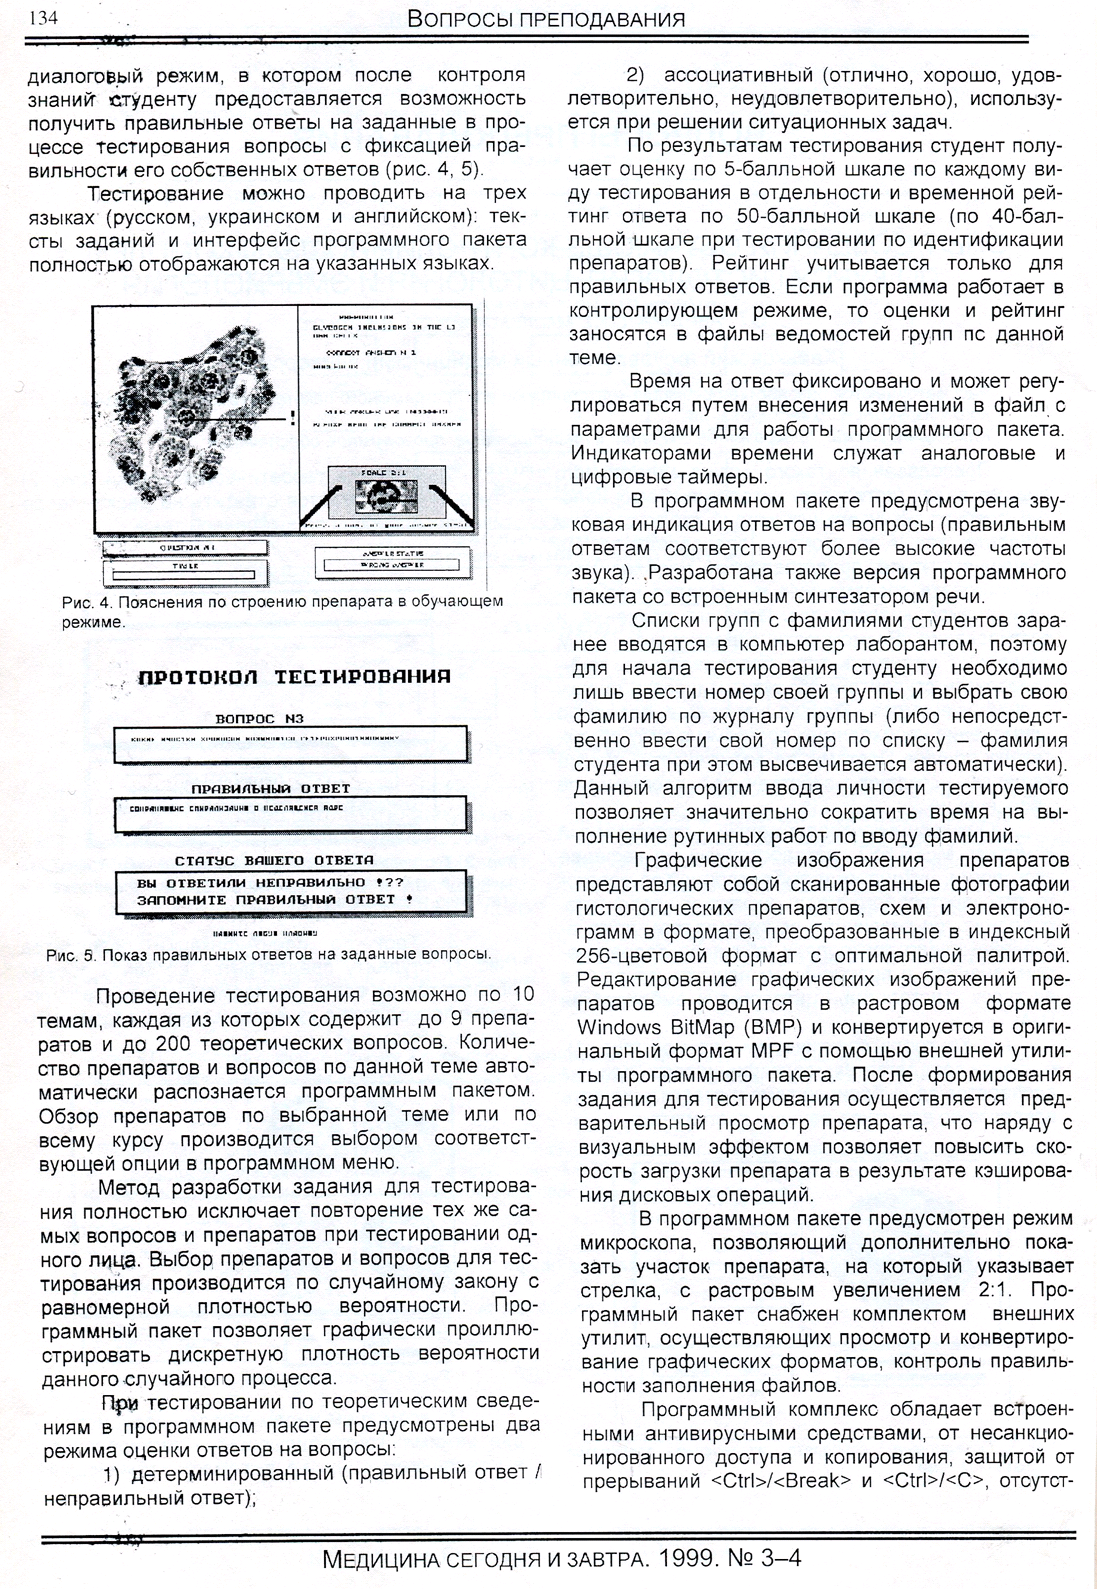 134
ВОПРОСЫ ПРЕПОДАВАНИЯ
диалоговый режим, в котором после контроля
знаний студенту предоставляется возможность
получить правильные ответы на заданные в про-
цессе тестирования вопросы с фиксацией пра-
вильности его собственных ответов (рис. 4, 5).
Тестирование можно проводить на трех
языках (русском, украинском и английском): тек-
сты заданий и интерфейс программного пакета
полностью отображаются на указанных языках.
GLYCOGEN INCLUSIONS IN THE LI
CORRECT ANSWER N 1
SCALE 2:1
QUESTION N1
TIMER
ANSWER STATUS
WRONG ANSWER
Рис. 4. Пояснения по строению препарата в обучающем
режиме.
ПРОТОКОЛ ТЕСТИРОВАНИЯ
ВОПРОС N3
ПРАВИЛЬНЫЙ ОТВЕТ
СТАТУС ВАШЕГО ОТВЕТА
ВЫ ОТВЕТИЛИ НЕПРАВИЛЬНО !??
ЗАПОМНИТЕ ПРАВИЛЬНЫЙ ОТВЕТ !
Рис. 5. Показ правильных ответов на заданные вопросы.
Проведение тестирования возможно по 10
темам, каждая из которых содержит до 9 препа-
ратов и до 200 теоретических вопросов. Количе-
ство препаратов и вопросов по данной теме авто-
матически распознается программным пакетом.
Обзор препаратов по выбранной теме или по
всему курсу производится выбором соответст-
вующей опции в программном меню.
Метод разработки задания для тестирова-
ния полностью исключает повторение тех же са-
мых вопросов и препаратов при тестировании од-
ного лица. Выбор препаратов и вопросов для тес-
тирования производится по случайному закону с
равномерной плотностью вероятности. Про-
граммный пакет позволяет графически проиллю-
стрировать дискретную плотность вероятности
данного случайного процесса.
При тестировании по теоретическим сведе-
ниям в программном пакете предусмотрены два
режима оценки ответов на вопросы:
1) детерминированный (правильный ответ /
неправильный ответ);
2) ассоциативный (отлично, хорошо, удов-
летворительно, неудовлетворительно), использу-
ется при решении ситуационных задач.
По результатам тестирования студент полу-
чает оценку по 5-балльной шкале по каждому ви-
ду тестирования в отдельности и временной рей-
тинг ответа по 50-балльной шкале (по 40-бал-
льной шкале при тестировании по идентификации
препаратов). Рейтинг учитывается только для
правильных ответов. Если программа работает в
контролирующем режиме, то оценки и рейтинг
заносятся в файлы ведомостей групп пс данной
теме.
Время на ответ фиксировано и может регу-
лироваться путем внесения изменений в файл с
параметрами для работы программного пакета.
Индикаторами времени служат аналоговые и
цифровые таймеры.
В программном пакете предусмотрена зву-
ковая индикация ответов на вопросы (правильным
ответам соответствуют более высокие частоты
звука). Разработана также версия программного
пакета со встроенным синтезатором речи.
Списки групп с фамилиями студентов зара-
нее вводятся в компьютер лаборантом, поэтому
для начала тестирования студенту необходимо
лишь ввести номер своей группы и выбрать свою
фамилию по журналу группы (либо непосредст-
венно ввести свой номер по списку – фамилия
студента при этом высвечивается автоматически).
Данный алгоритм ввода личности тестируемого
позволяет значительно сократить время на вы-
полнение рутинных работ по вводу фамилий.
Графические изображения препаратов
представляют собой сканированные фотографии
гистологических препаратов, схем и электроно-
грамм в формате, преобразованные в индексный
256-цветовой формат с оптимальной палитрой.
Редактирование графических изображений пре-
паратов проводится в растровом формате
Windows BitMap (BMP) и конвертируется в ориги-
нальный формат MPF с помощью внешней утили-
ты программного пакета. После формирования
задания для тестирования осуществляется пред-
варительный просмотр препарата, что наряду с
визуальным эффектом позволяет повысить ско-
рость загрузки препарата в результате кэширова-
ния дисковых операций.
В программном пакете предусмотрен режим
микроскопа, позволяющий дополнительно пока-
зать участок препарата, на который указывает
стрелка, с растровым увеличением 2:1. Про-
граммный пакет снабжен комплектом внешних
утилит, осуществляющих просмотр и конвертиро-
вание графических форматов, контроль правиль-
ности заполнения файлов.
Программный комплекс обладает встроен-
ными антивирусными средствами, от несанкцио-
нированного доступа и копирования, защитой от
прерываний <Ctrl>/<Break> и <Ctrl>/<C>, отсутст-
МЕДИЦИНА СЕГОДНЯ И ЗАВТРА. 1999. № 3–4